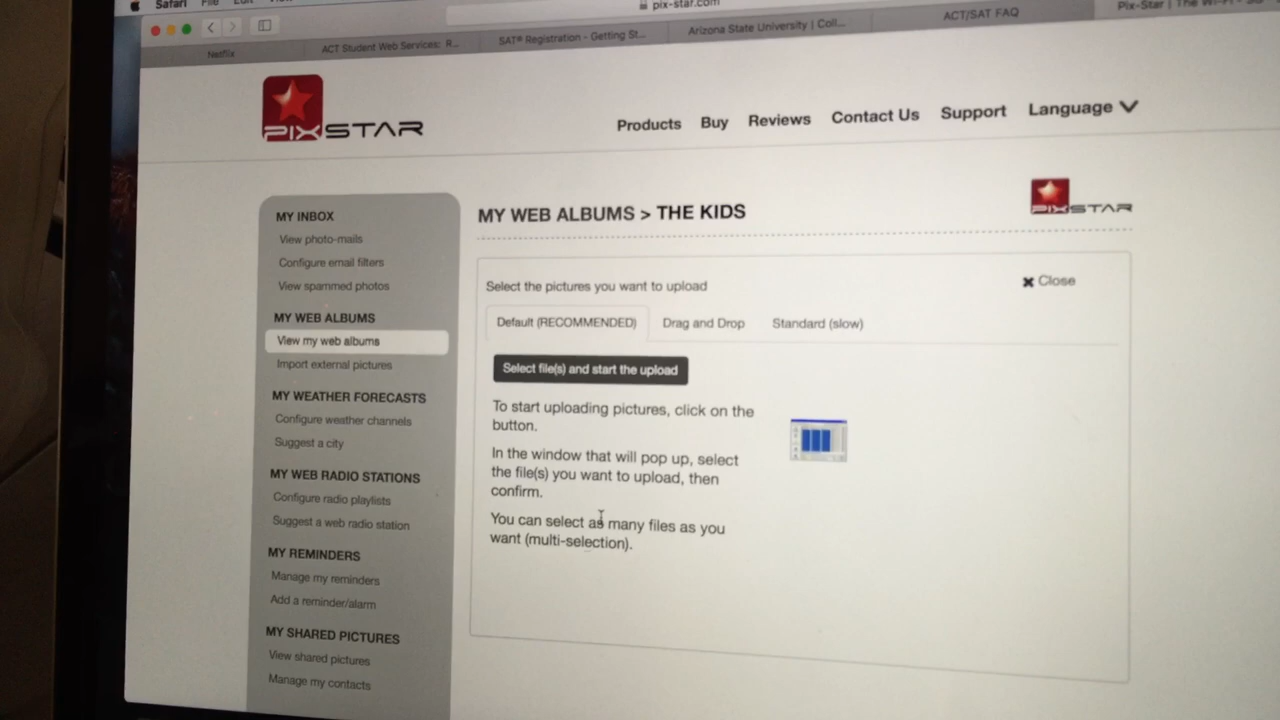 Safari File Edit
pix-star.com
Netflix
ACT Student Web Services: R...
SAT® Registration - Getting St...
Arizona State University | Coll...
ACT/SAT FAQ
Pix-Star | The Wi-Fi
PIXSTAR
Products Buy Reviews Contact Us Support Language
MY INBOX
View photo-mails
Configure email filters
View spammed photos
MY WEB ALBUMS
View my web albums
Import external pictures
MY WEATHER FORECASTS
Configure weather channels
Suggest a city
MY WEB RADIO STATIONS
Configure radio playlists
Suggest a web radio station
MY REMINDERS
Manage my reminders
Add a reminder/alarm
MY SHARED PICTURES
View shared pictures
Manage my contacts
MY WEB ALBUMS > THE KIDS
PIXSTAR
Select the pictures you want to upload
Close
Default (RECOMMENDED) Drag and Drop Standard (slow)
Select file(s) and start the upload
To start uploading pictures, click on the
button.
In the window that will pop up, select
the file(s) you want to upload, then
confirm.
You can select as many files as you
want (multi-selection).